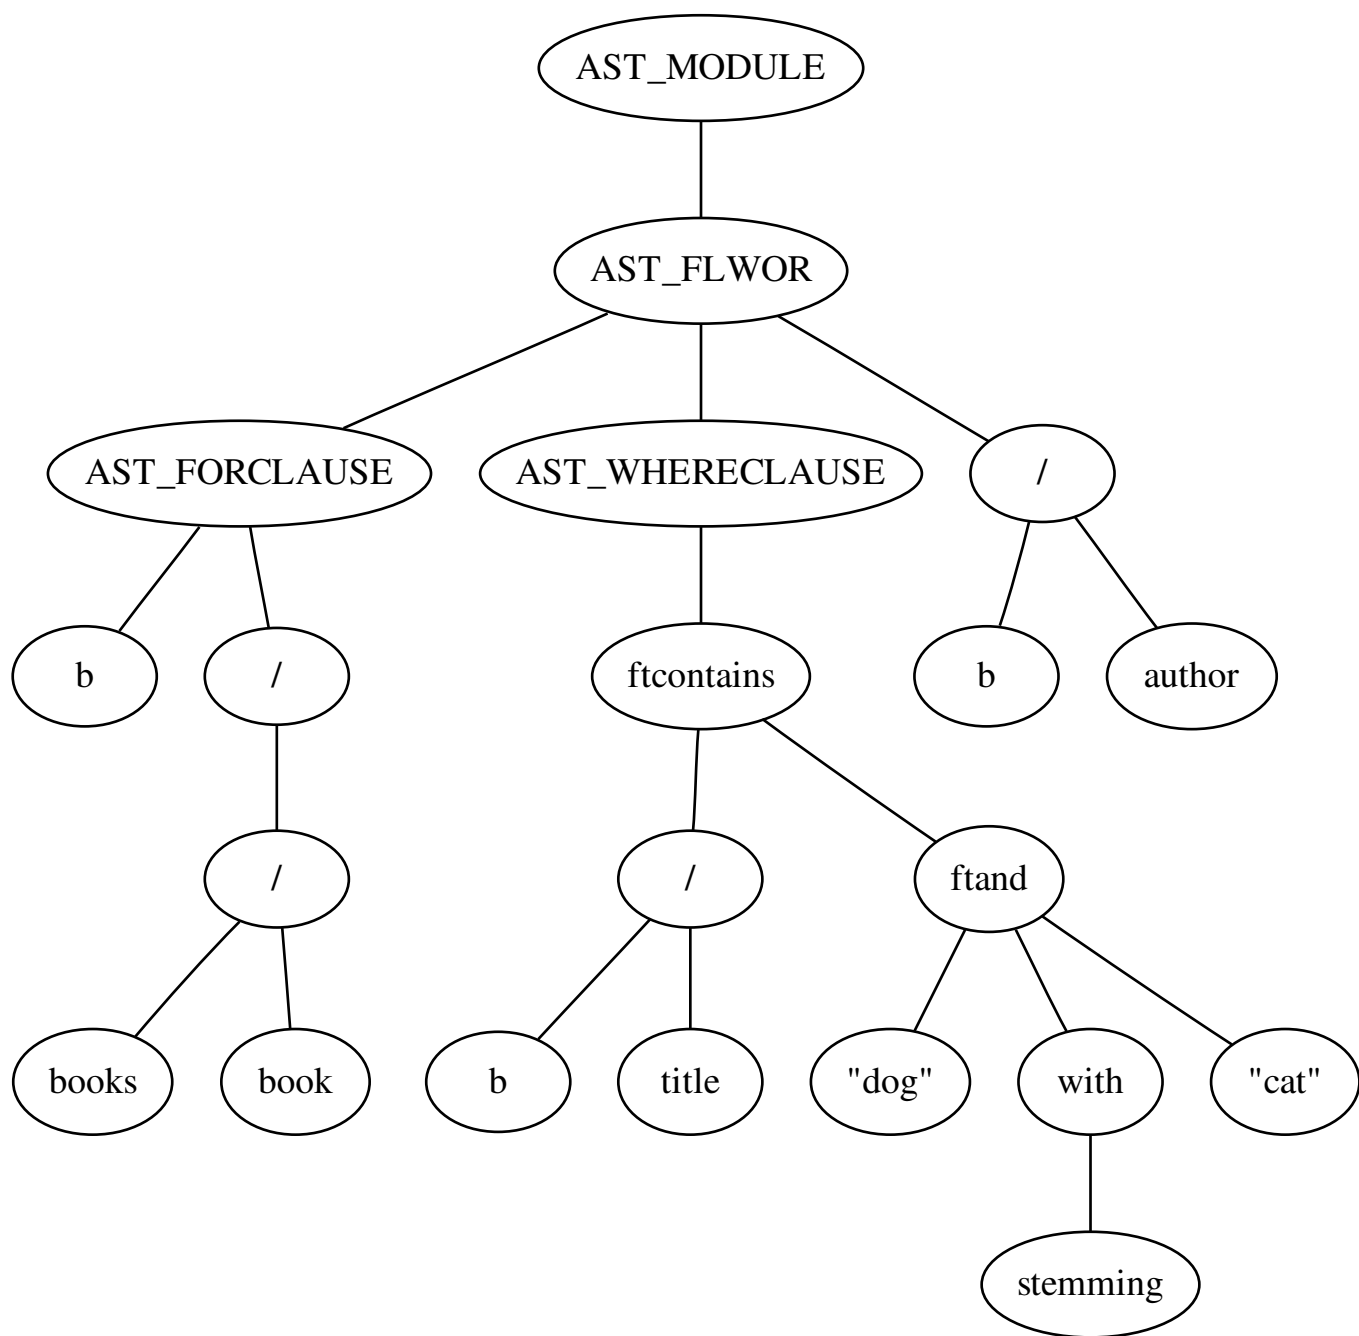 AST_MODULE
AST_FLWOR
AST_FORCLAUSE AST_WHERECLAUSE /
b / ftcontains b author
/ / ftand
books book b title "dog" with "cat"
stemming